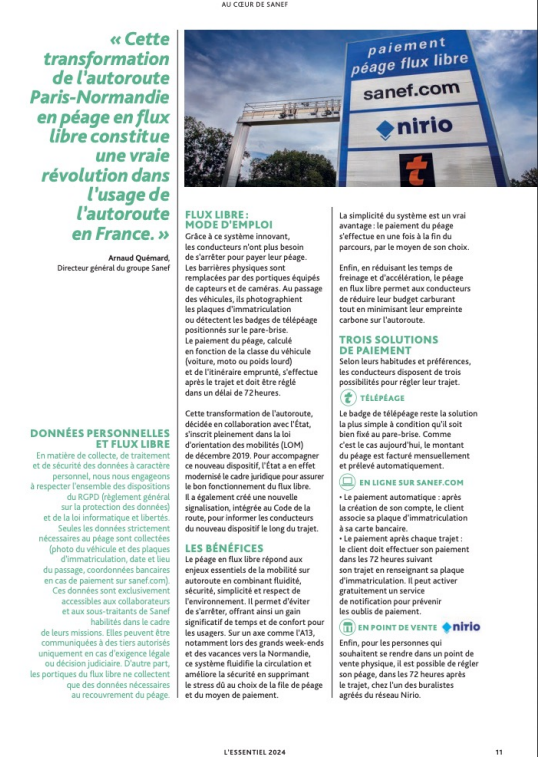 AU CŒUR DE SANEF
« Cette
transformation
de l'autoroute
Paris-Normandie
en péage en flux
libre constitue
une vraie
révolution dans
l'usage de
l'autoroute
en France. »
Arnaud Quémard,
Directeur général du groupe Sanef
DONNÉES PERSONNELLES
ET FLUX LIBRE
En matière de collecte, de traitement
et de sécurité des données à caractère
personnel, nous nous engageons
à respecter l'ensemble des dispositions
du RGPD (règlement général
sur la protection des données)
et de la loi informatique et libertés.
Seules les données strictement
nécessaires au péage sont collectées
(photo du véhicule et des plaques
d'immatriculation, date et lieu
du passage, coordonnées bancaires
en cas de paiement sur sanef.com).
Ces données sont exclusivement
accessibles aux collaborateurs
et aux sous-traitants de Sanef
habilités dans le cadre
de leurs missions. Elles peuvent être
communiquées à des tiers autorisés
uniquement en cas d'exigence légale
ou décision judiciaire. D'autre part,
les portiques du flux libre ne collectent
que des données nécessaires
au recouvrement du péage.
paiement
péage flux libre
sanef.com
nirio
t
FLUX LIBRE :
MODE D'EMPLOI
Grâce à ce système innovant,
les conducteurs n'ont plus besoin
de s'arrêter pour payer leur péage.
Les barrières physiques sont
remplacées par des portiques équipés
de capteurs et de caméras. Au passage
des véhicules, ils photographient
les plaques d'immatriculation
ou détectent les badges de télépéage
positionnés sur le pare-brise.
Le paiement du péage, calculé
en fonction de la classe du véhicule
(voiture, moto ou poids lourd)
et de l'itinéraire emprunté, s'effectue
après le trajet et doit être réglé
dans un délai de 72 heures.
Cette transformation de l'autoroute,
décidée en collaboration avec l'État,
s'inscrit pleinement dans la loi
d'orientation des mobilités (LOM)
de décembre 2019. Pour accompagner
ce nouveau dispositif, l'État a en effet
modernisé le cadre juridique pour assurer
le bon fonctionnement du flux libre.
Il a également créé une nouvelle
signalisation, intégrée au Code de la
route, pour informer les conducteurs
du nouveau dispositif le long du trajet.
LES BÉNÉFICES
Le péage en flux libre répond aux
enjeux essentiels de la mobilité sur
autoroute en combinant fluidité,
sécurité, simplicité et respect de
l'environnement. Il permet d'éviter
de s'arrêter, offrant ainsi un gain
significatif de temps et de confort pour
les usagers. Sur un axe comme l'A13,
notamment lors des grands week-ends
et des vacances vers la Normandie,
ce système fluidifie la circulation et
améliore la sécurité en supprimant
le stress dû au choix de la file de péage
et du moyen de paiement.
La simplicité du système est un vrai
avantage : le paiement du péage
s'effectue en une fois à la fin du
parcours, par le moyen de son choix.
Enfin, en réduisant les temps de
freinage et d'accélération, le péage
en flux libre permet aux conducteurs
de réduire leur budget carburant
tout en minimisant leur empreinte
carbone sur l'autoroute.
TROIS SOLUTIONS
DE PAIEMENT
Selon leurs habitudes et préférences,
les conducteurs disposent de trois
possibilités pour régler leur trajet.
t TÉLÉPÉAGE
Le badge de télépéage reste la solution
la plus simple à condition qu'il soit
bien fixé au pare-brise. Comme
c'est le cas aujourd'hui, le montant
du péage est facturé mensuellement
et prélevé automatiquement.
EN LIGNE SUR SANEF.COM
• Le paiement automatique : après
la création de son compte, le client
associe sa plaque d'immatriculation
à sa carte bancaire.
• Le paiement après chaque trajet :
le client doit effectuer son paiement
dans les 72 heures suivant
son trajet en renseignant sa plaque
d'immatriculation. Il peut activer
gratuitement un service
de notification pour prévenir
les oublis de paiement.
EN POINT DE VENTE nirio
Enfin, pour les personnes qui
souhaitent se rendre dans un point de
vente physique, il est possible de régler
son péage, dans les 72 heures après
le trajet, chez l'un des buralistes
agréés du réseau Nirio.
L'ESSENTIEL 2024
11